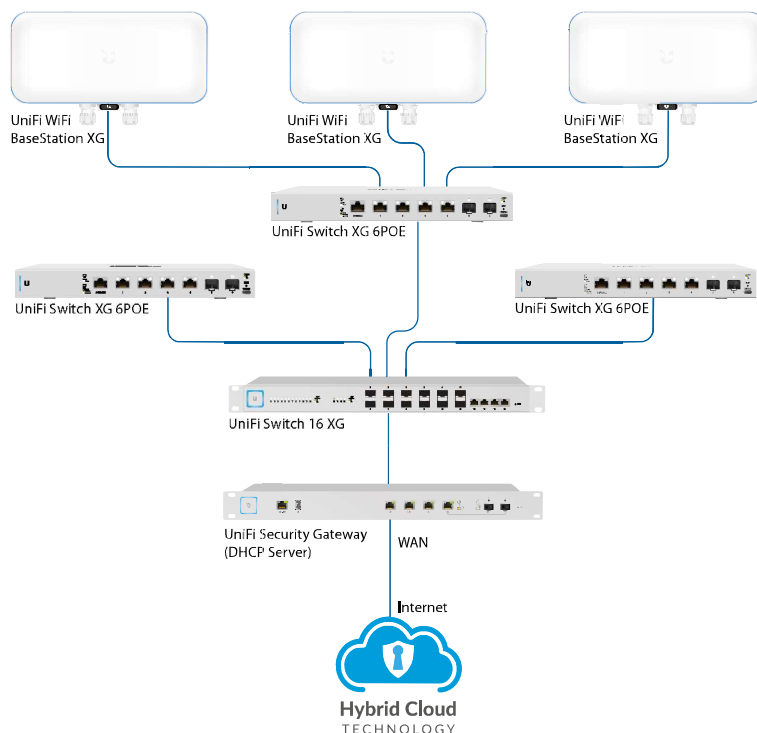 UniFi WiFi
BaseStation XG
UniFi WiFi
BaseStation XG
UniFi WiFi
BaseStation XG
UniFi Switch XG 6POE
UniFi Switch XG 6POE
UniFi Switch XG 6POE
UniFi Switch 16 XG
UniFi Security Gateway
(DHCP Server)
WAN
Internet
Hybrid Cloud
TECHNOLOGY